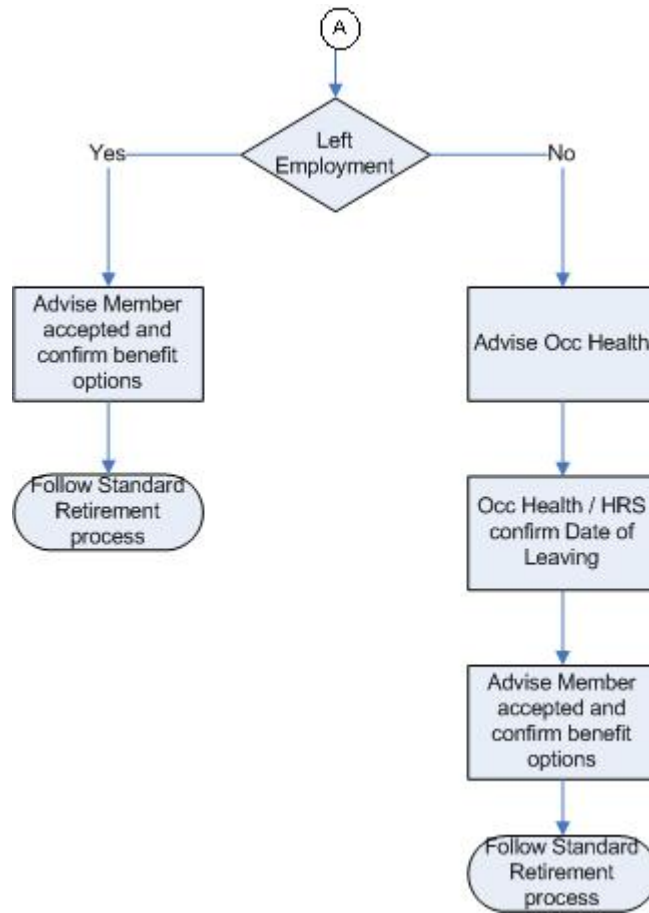 A
Left
Employment
Yes
No
Advise Member
accepted and
confirm benefit
options
Follow Standard
Retirement
process
Advise Occ Health
Occ Health / HRS
confirm Date of
Leaving
Advise Member
accepted and
confirm benefit
options
Follow Standard
Retirement
process